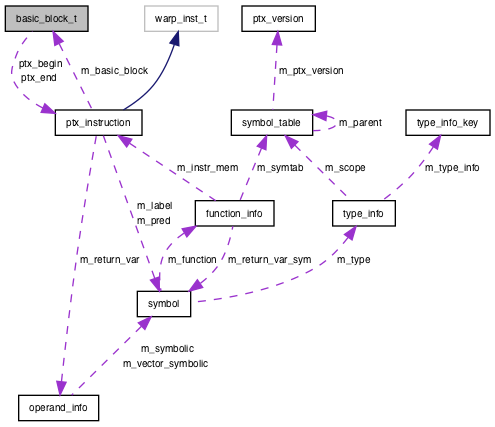 basic_block_t
warp_inst_t
ptx_version
ptx_begin
ptx_end
m_basic_block
m_ptx_version
ptx_instruction
symbol_table
m_parent
type_info_key
m_instr_mem
m_symtab
m_scope
m_type_info
m_label
m_pred
function_info
type_info
m_return_var
m_function
m_return_var_sym
m_type
symbol
m_symbolic
m_vector_symbolic
operand_info